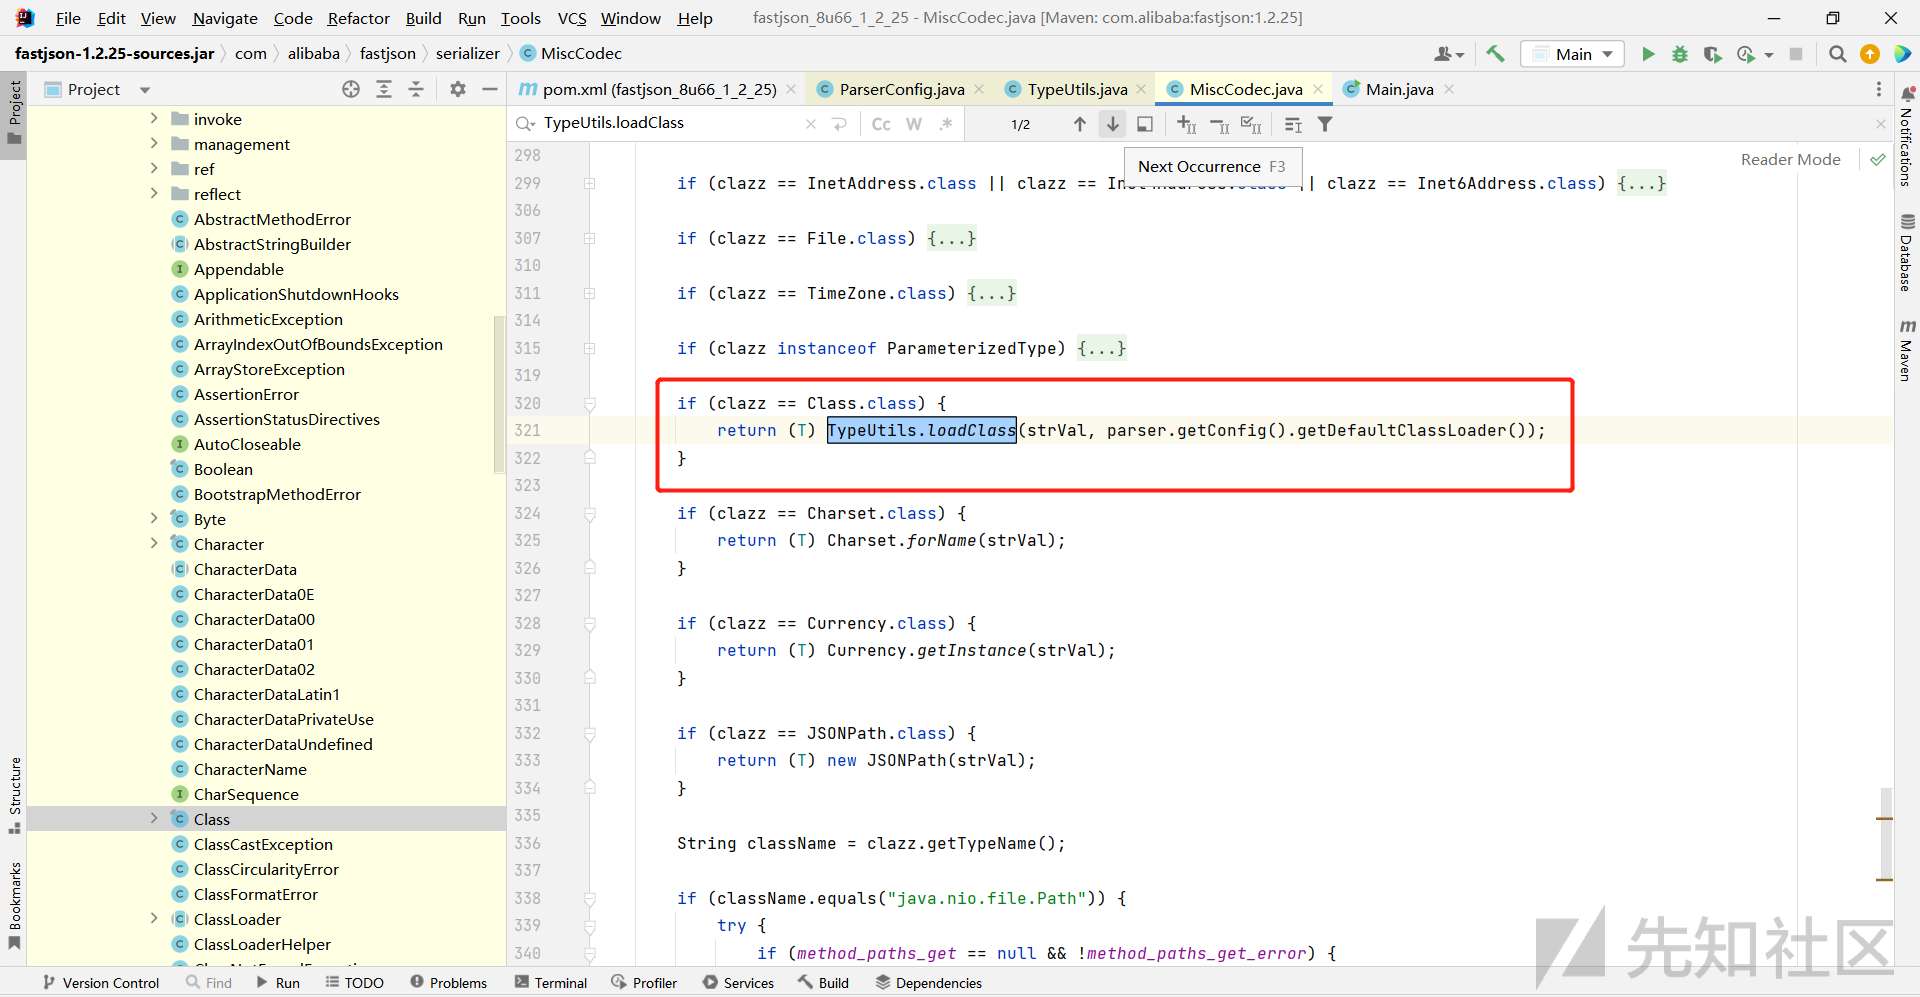 File Edit View Navigate Code Refactor Build Run Tools VCS Window Help fastjson_8u66_1_2_25 - MiscCodec.java [Maven: com.alibaba:fastjson:1.2.25]
fastjson-1.2.25-sources.jar com alibaba fastjson serializer MiscCodec Main
Project
pom.xml (fastjson_8u66_1_2_25) ParserConfig.java TypeUtils.java MiscCodec.java Main.java
TypeUtils.loadClass Cc W .* 1/2
Next Occurrence F3
Reader Mode
invoke
management
ref
reflect
AbstractMethodError
AbstractStringBuilder
Appendable
ApplicationShutdownHooks
ArithmeticException
ArrayIndexOutOfBoundsException
ArrayStoreException
AssertionError
AssertionStatusDirectives
AutoCloseable
Boolean
BootstrapMethodError
Byte
Character
CharacterData
CharacterData0E
CharacterData00
CharacterData01
CharacterData02
CharacterDataLatin1
CharacterDataPrivateUse
CharacterDataUndefined
CharacterName
CharSequence
Class
ClassCastException
ClassCircularityError
ClassFormatError
ClassLoader
ClassLoaderHelper
298
299 if (clazz == InetAddress.class || clazz == Inet4Address.class || clazz == Inet6Address.class) {...}
306
307 if (clazz == File.class) {...}
310
311 if (clazz == TimeZone.class) {...}
314
315 if (clazz instanceof ParameterizedType) {...}
319
320 if (clazz == Class.class) {
321 return (T) TypeUtils.loadClass(strVal, parser.getConfig().getDefaultClassLoader());
322 }
323
324 if (clazz == Charset.class) {
325 return (T) Charset.forName(strVal);
326 }
327
328 if (clazz == Currency.class) {
329 return (T) Currency.getInstance(strVal);
330 }
331
332 if (clazz == JSONPath.class) {
333 return (T) new JSONPath(strVal);
334 }
335
336 String className = clazz.getTypeName();
337
338 if (className.equals("java.nio.file.Path")) {
339 try {
340 if (method_paths_get == null && !method_paths_get_error) {
Project
Structure
Bookmarks
Notifications
Database
Maven
先知社区
Version Control Find Run TODO Problems Terminal Profiler Services Build Dependencies